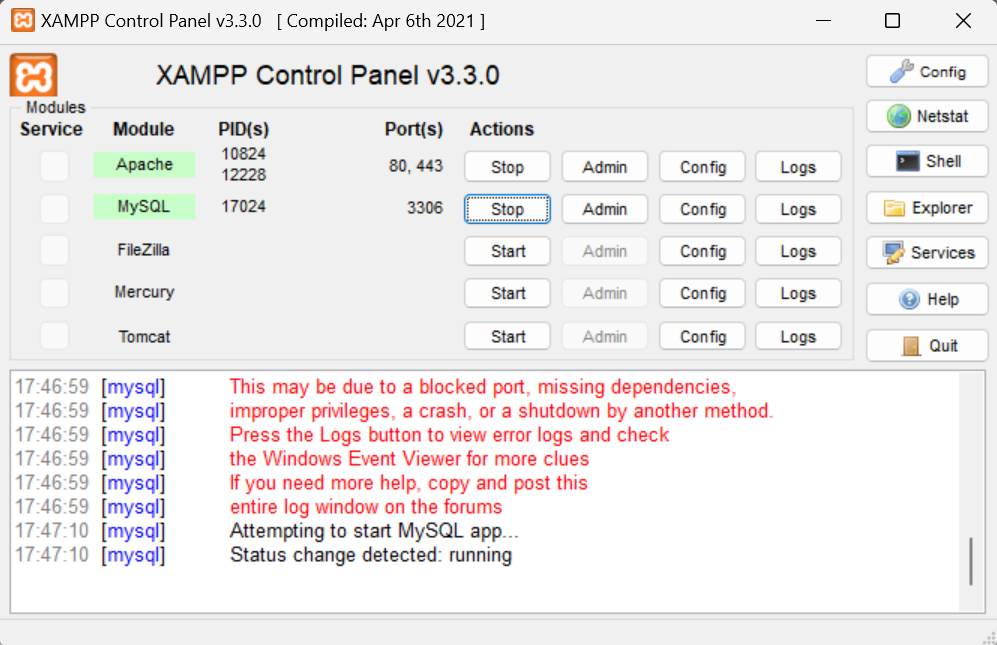 XAMPP Control Panel v3.3.0 [ Compiled: Apr 6th 2021 ]
XAMPP Control Panel v3.3.0
Config
Modules
Service Module PID(s) Port(s) Actions
Netstat
Apache 10824 12228 80, 443 Stop Admin Config Logs
Shell
MySQL 17024 3306 Stop Admin Config Logs
Explorer
FileZilla Start Admin Config Logs
Services
Mercury Start Admin Config Logs
Help
Tomcat Start Admin Config Logs
Quit
17:46:59 [mysql] This may be due to a blocked port, missing dependencies,
17:46:59 [mysql] improper privileges, a crash, or a shutdown by another method.
17:46:59 [mysql] Press the Logs button to view error logs and check
17:46:59 [mysql] the Windows Event Viewer for more clues
17:46:59 [mysql] If you need more help, copy and post this
17:46:59 [mysql] entire log window on the forums
17:47:10 [mysql] Attempting to start MySQL app...
17:47:10 [mysql] Status change detected: running